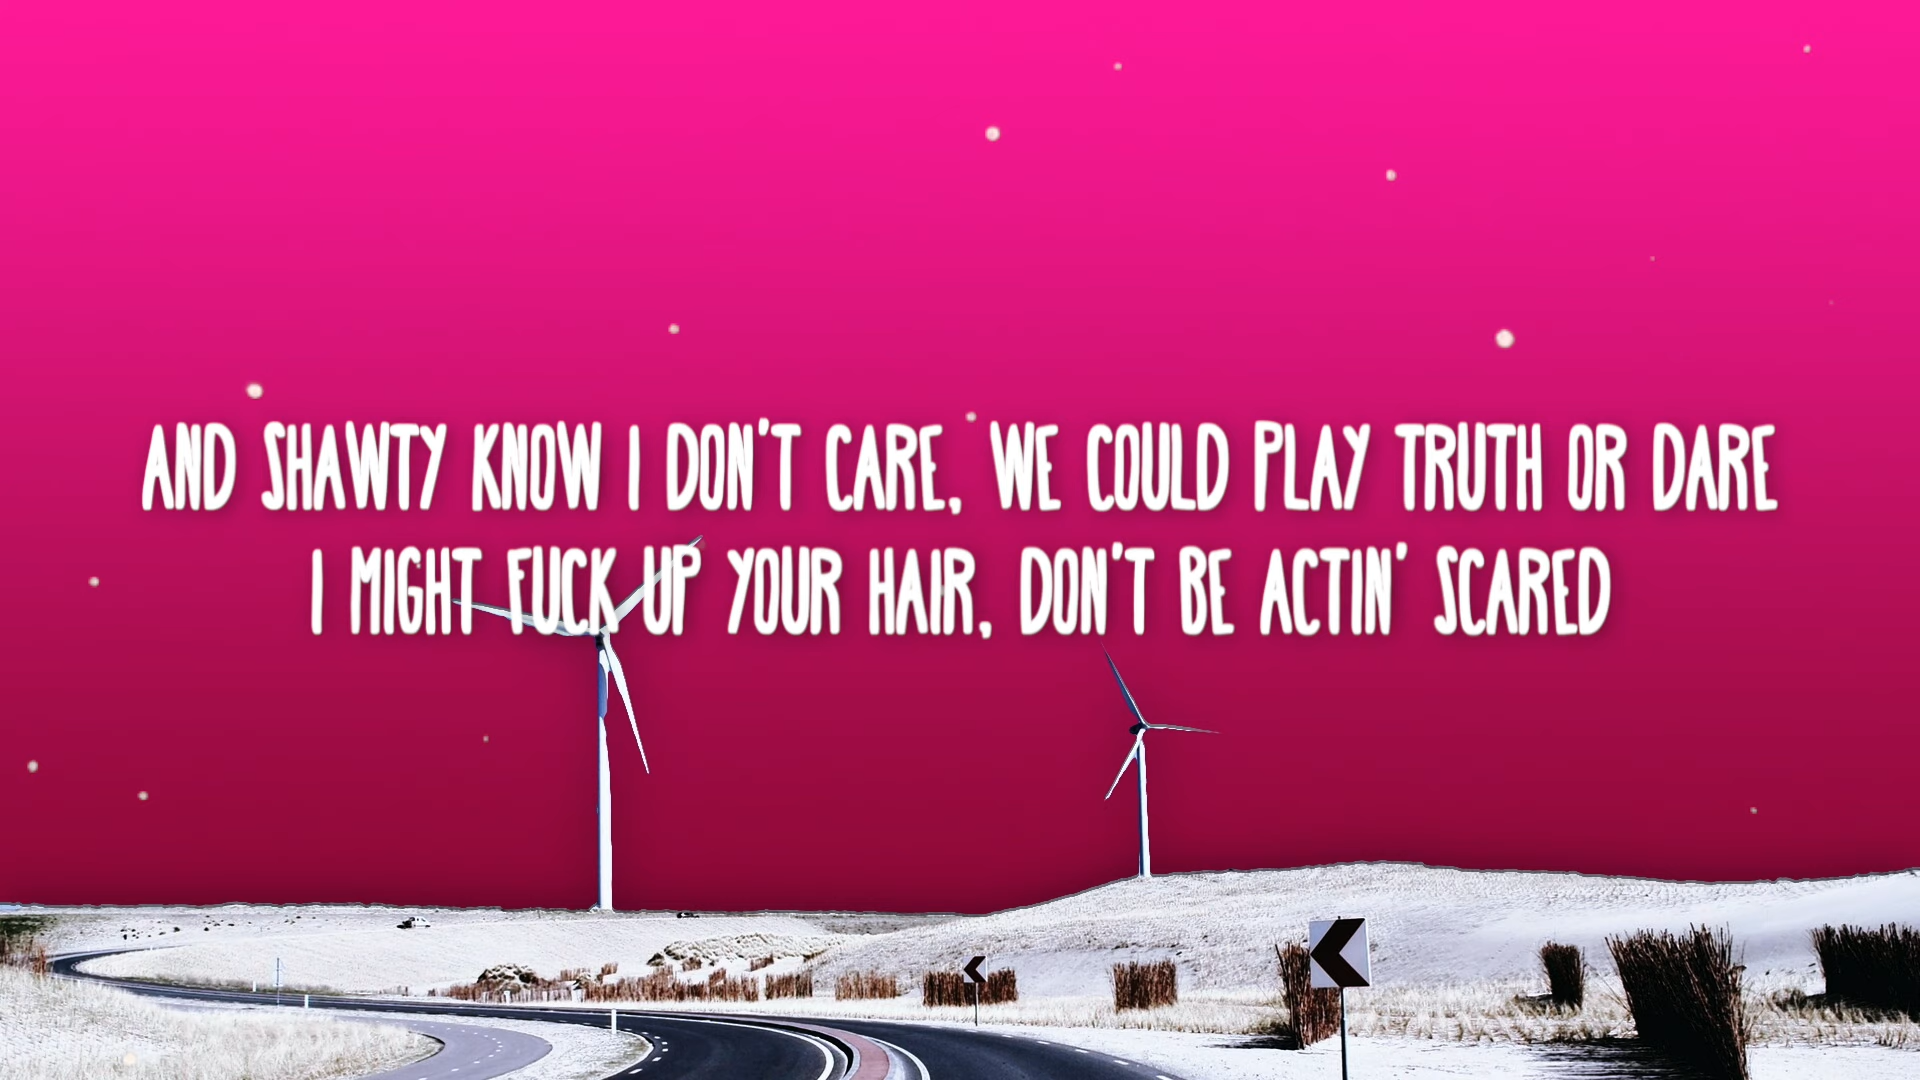 AND SHAWTY KNOW I DON'T CARE, WE COULD PLAY TRUTH OR DARE
I MIGHT FUCK UP YOUR HAIR, DON'T BE ACTIN' SCARED